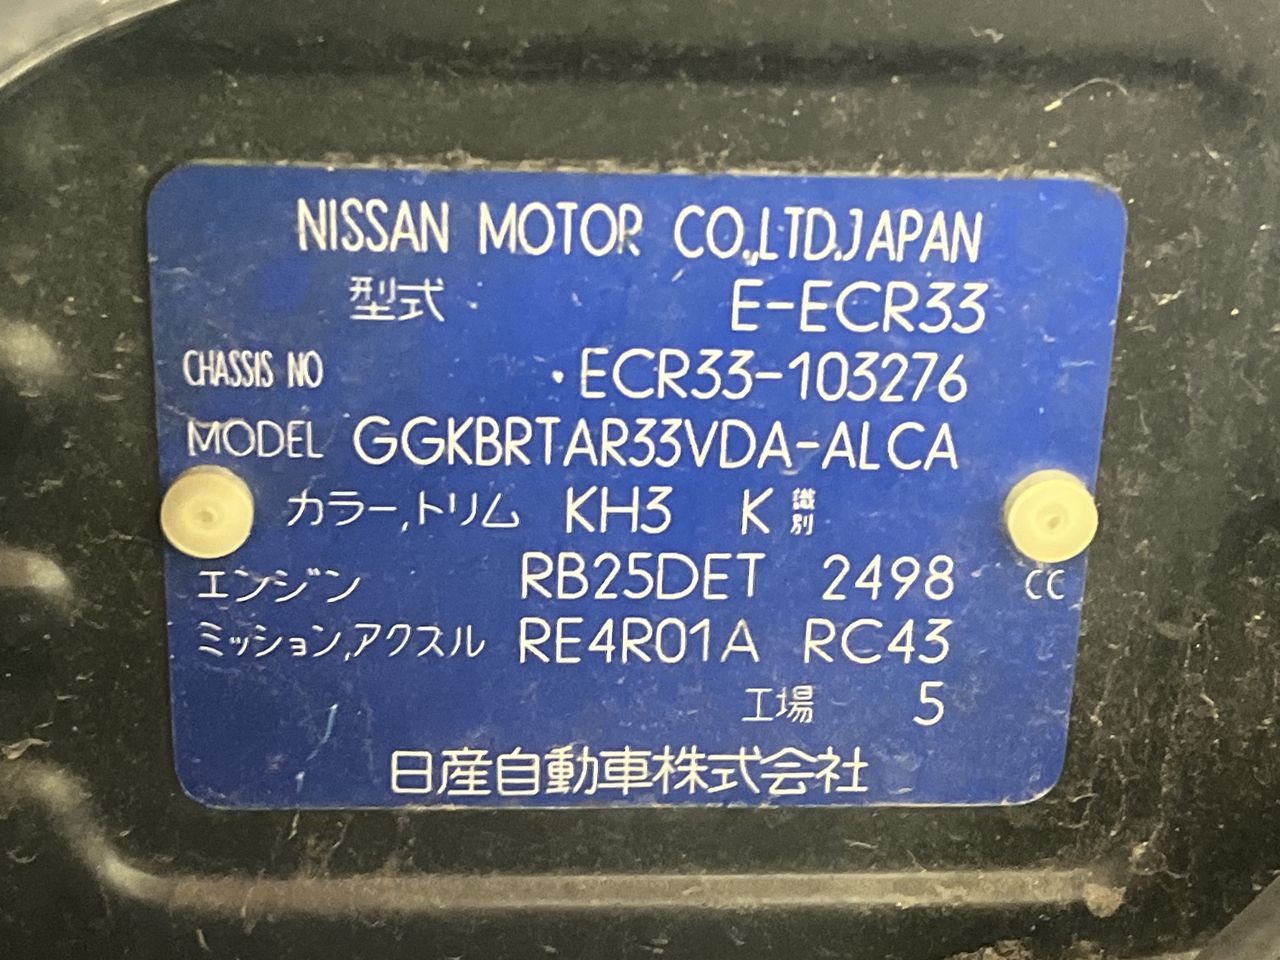 NISSAN MOTOR CO.,LTD.JAPAN
型式 E-ECR33
CHASSIS NO ECR33-103276
MODEL GGKBRTAR33VDA-ALCA
カラー,トリム KH3 K 識別
エンジン RB25DET 2498 CC
ミッション,アクスル RE4R01A RC43
工場 5
日産自動車株式会社